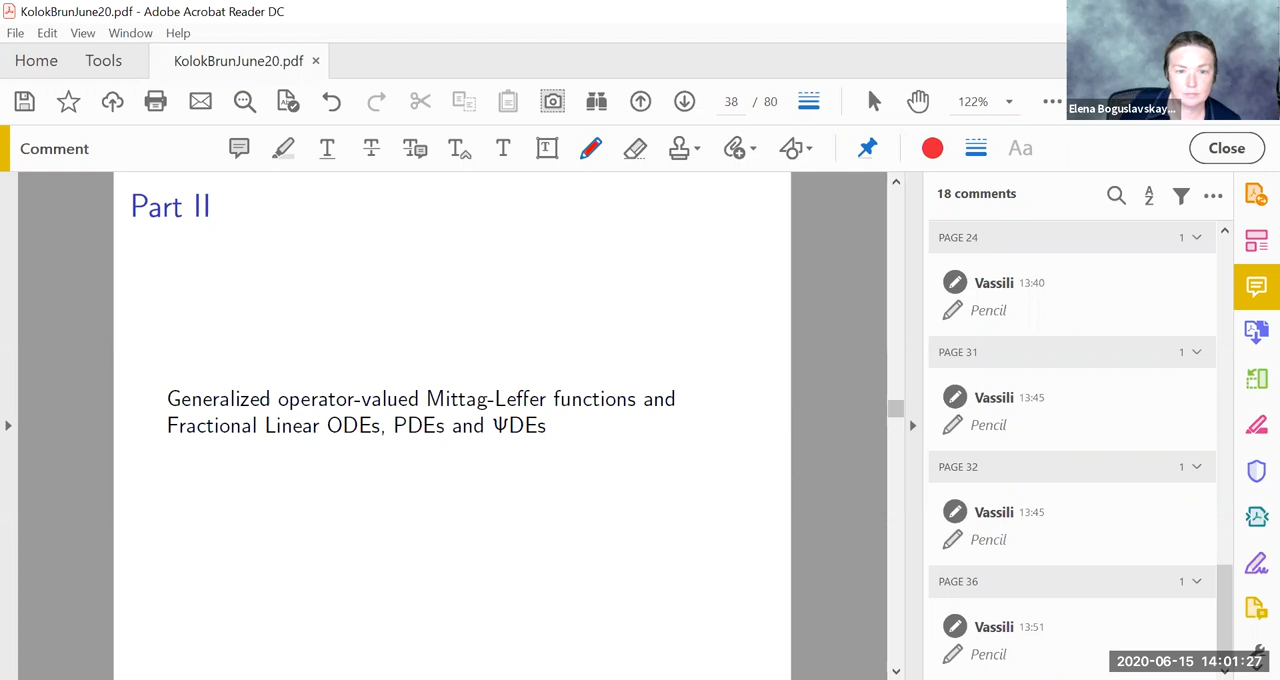 KolokBrunJune20.pdf - Adobe Acrobat Reader DC
File Edit View Window Help
Home Tools KolokBrunJune20.pdf ×
38 / 80 122%
Elena Boguslavskay...
Comment Aa Close
Part II
Generalized operator-valued Mittag-Leffer functions and
Fractional Linear ODEs, PDEs and ΨDEs
18 comments
PAGE 24 1
Vassili 13:40
Pencil
PAGE 31 1
Vassili 13:45
Pencil
PAGE 32 1
Vassili 13:45
Pencil
PAGE 36 1
Vassili 13:51
Pencil
2020-06-15 14:01:27